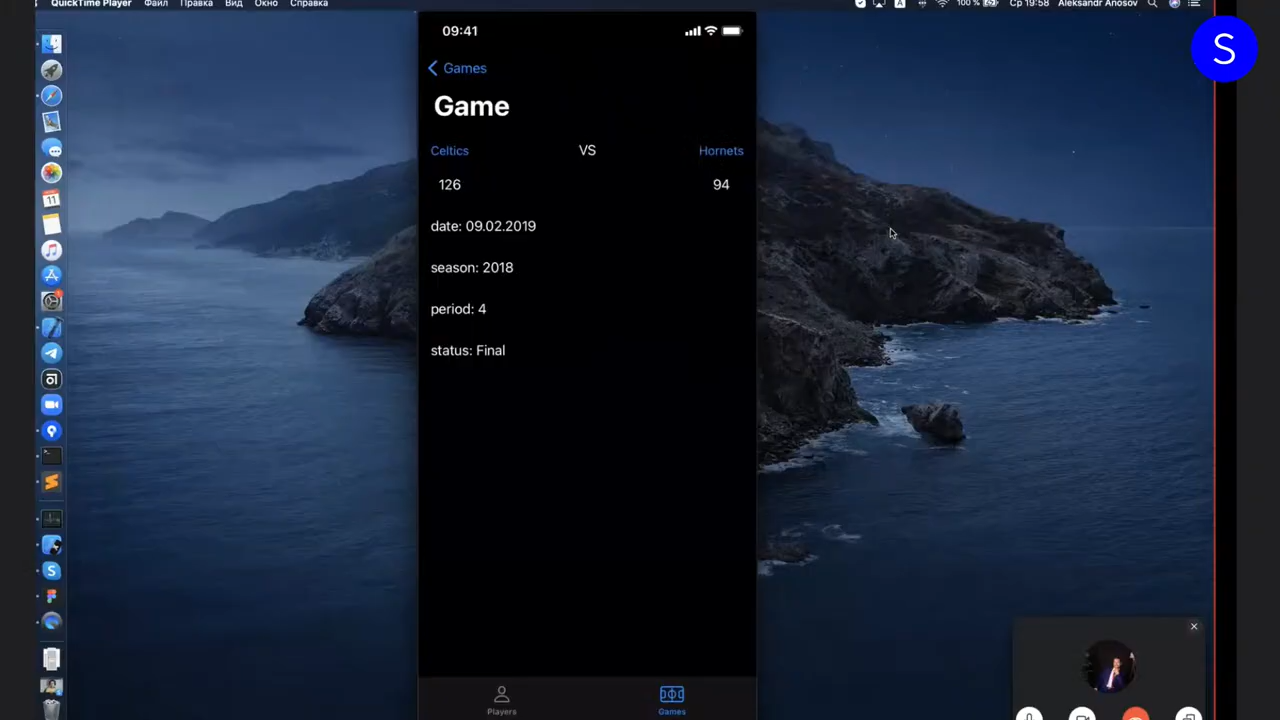 QuickTime Player Файл Правка Вид Окно Справка
A 100 % Ср 19:58 Aleksandr Anosov
S
09:41
Games
Game
Celtics VS Hornets
126 94
date: 09.02.2019
season: 2018
period: 4
status: Final
Players Games
11